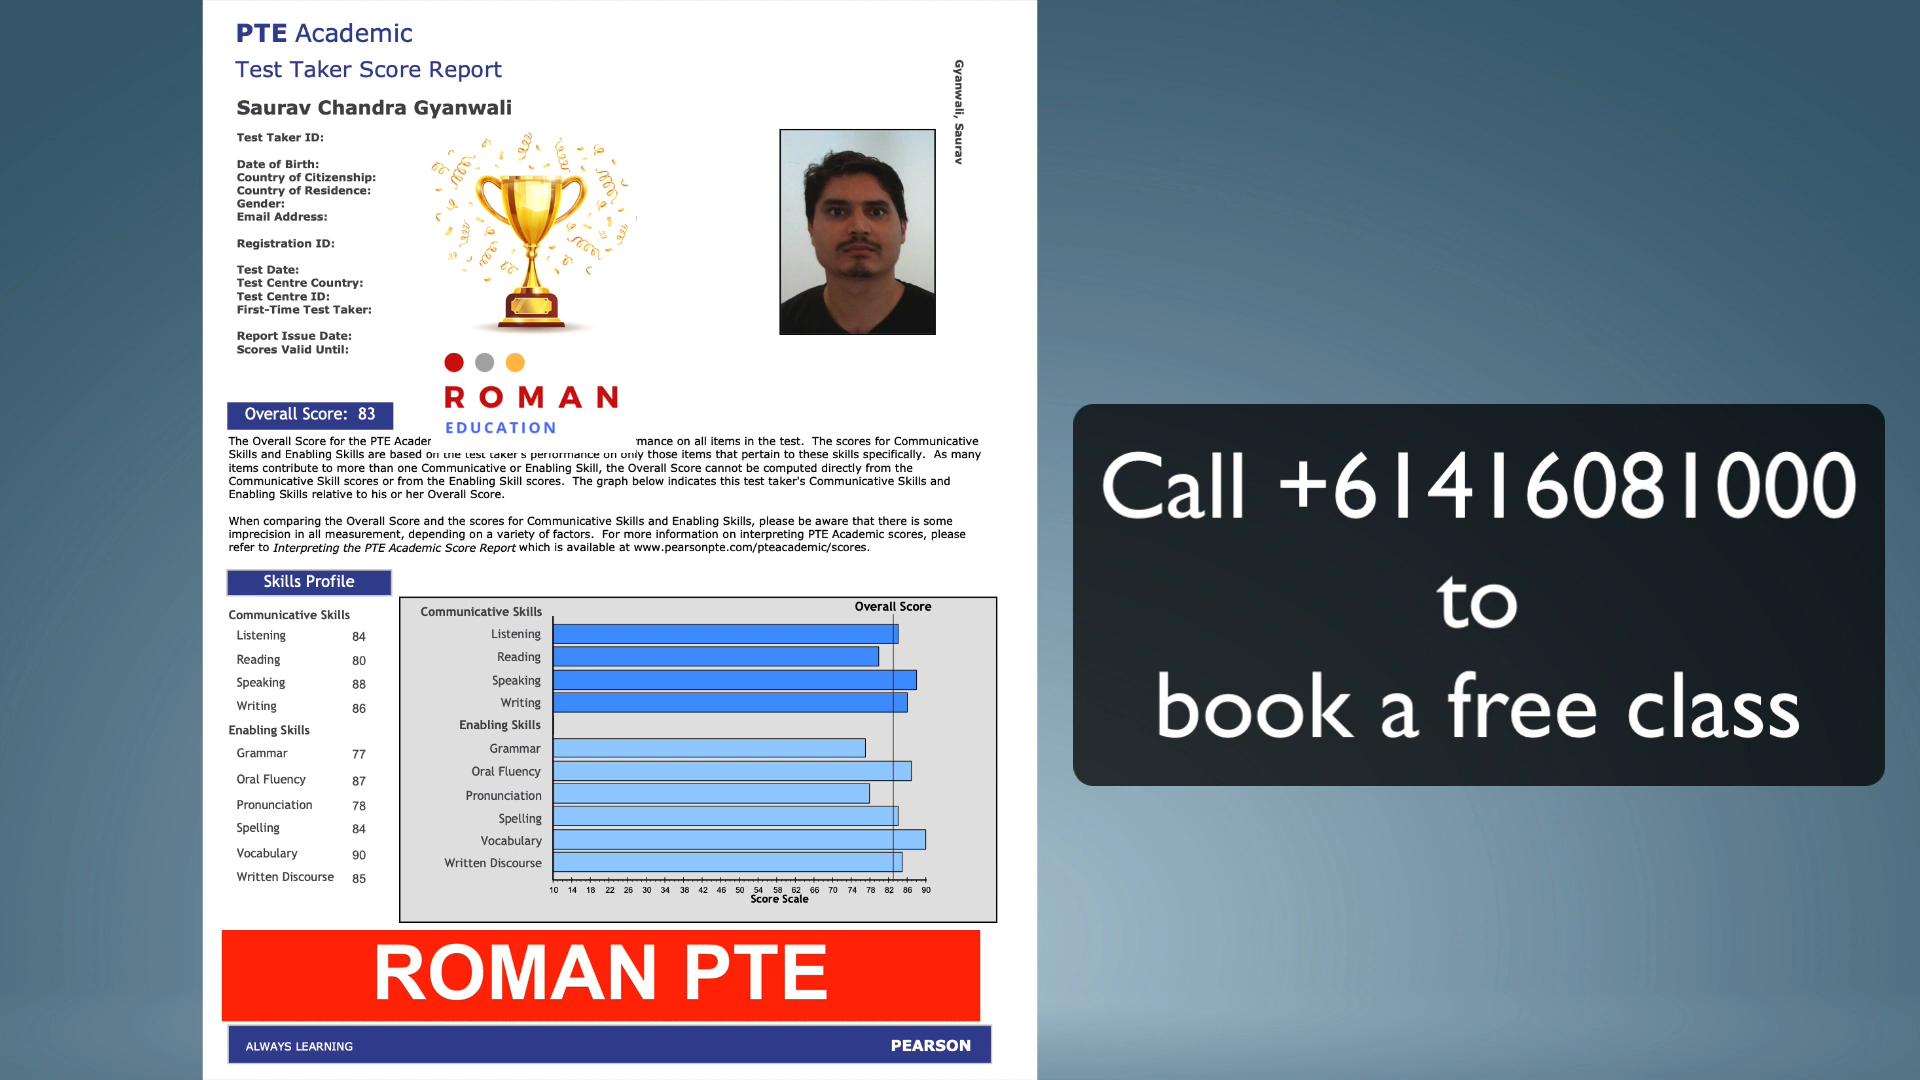 PTE Academic
Test Taker Score Report
Saurav Chandra Gyanwali
Gyanwali, Saurav
Test Taker ID:
Date of Birth:
Country of Citizenship:
Country of Residence:
Gender:
Email Address:
Registration ID:
Test Date:
Test Centre Country:
Test Centre ID:
First-Time Test Taker:
Report Issue Date:
Scores Valid Until:
ROMAN
EDUCATION
Overall Score: 83
The Overall Score for the PTE Acader mance on all items in the test. The scores for Communicative
Skills and Enabling Skills are based on the test taker's performance on only those items that pertain to these skills specifically. As many
items contribute to more than one Communicative or Enabling Skill, the Overall Score cannot be computed directly from the
Communicative Skill scores or from the Enabling Skill scores. The graph below indicates this test taker's Communicative Skills and
Enabling Skills relative to his or her Overall Score.
When comparing the Overall Score and the scores for Communicative Skills and Enabling Skills, please be aware that there is some
imprecision in all measurement, depending on a variety of factors. For more information on interpreting PTE Academic scores, please
refer to Interpreting the PTE Academic Score Report which is available at www.pearsonpte.com/pteacademic/scores.
Skills Profile
Communicative Skills
Listening 84
Reading 80
Speaking 88
Writing 86
Enabling Skills
Grammar 77
Oral Fluency 87
Pronunciation 78
Spelling 84
Vocabulary 90
Written Discourse 85
Communicative Skills
Overall Score
Listening
Reading
Speaking
Writing
Enabling Skills
Grammar
Oral Fluency
Pronunciation
Spelling
Vocabulary
Written Discourse
10 14 18 22 26 30 34 38 42 46 50 54 58 62 66 70 74 78 82 86 90
Score Scale
ROMAN PTE
ALWAYS LEARNING
PEARSON
Call +61416081000
to
book a free class